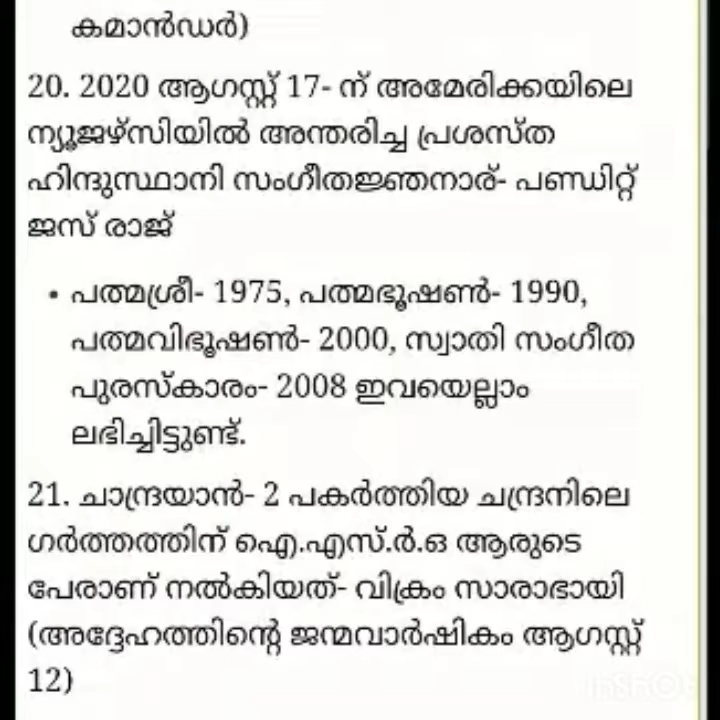 കമാൻഡർ)
20. 2020 ആഗസ്റ്റ് 17- ന് അമേരിക്കയിലെ
ന്യൂജഴ്സിയിൽ അന്തരിച്ച പ്രശസ്ത
ഹിന്ദുസ്ഥാനി സംഗീതജ്ഞനാര്- പണ്ഡിറ്റ്
ജസ് രാജ്
• പത്മശ്രീ- 1975, പത്മഭൂഷൺ- 1990,
പത്മവിഭൂഷൺ- 2000, സ്വാതി സംഗീത
പുരസ്കാരം- 2008 ഇവയെല്ലാം
ലഭിച്ചിട്ടുണ്ട്.
21. ചാന്ദ്രയാൻ- 2 പകർത്തിയ ചന്ദ്രനിലെ
ഗർത്തത്തിന് ഐ.എസ്.ർ.ഒ ആരുടെ
പേരാണ് നൽകിയത്- വിക്രം സാരാഭായി
(അദ്ദേഹത്തിന്റെ ജന്മവാർഷികം ആഗസ്റ്റ്
12)